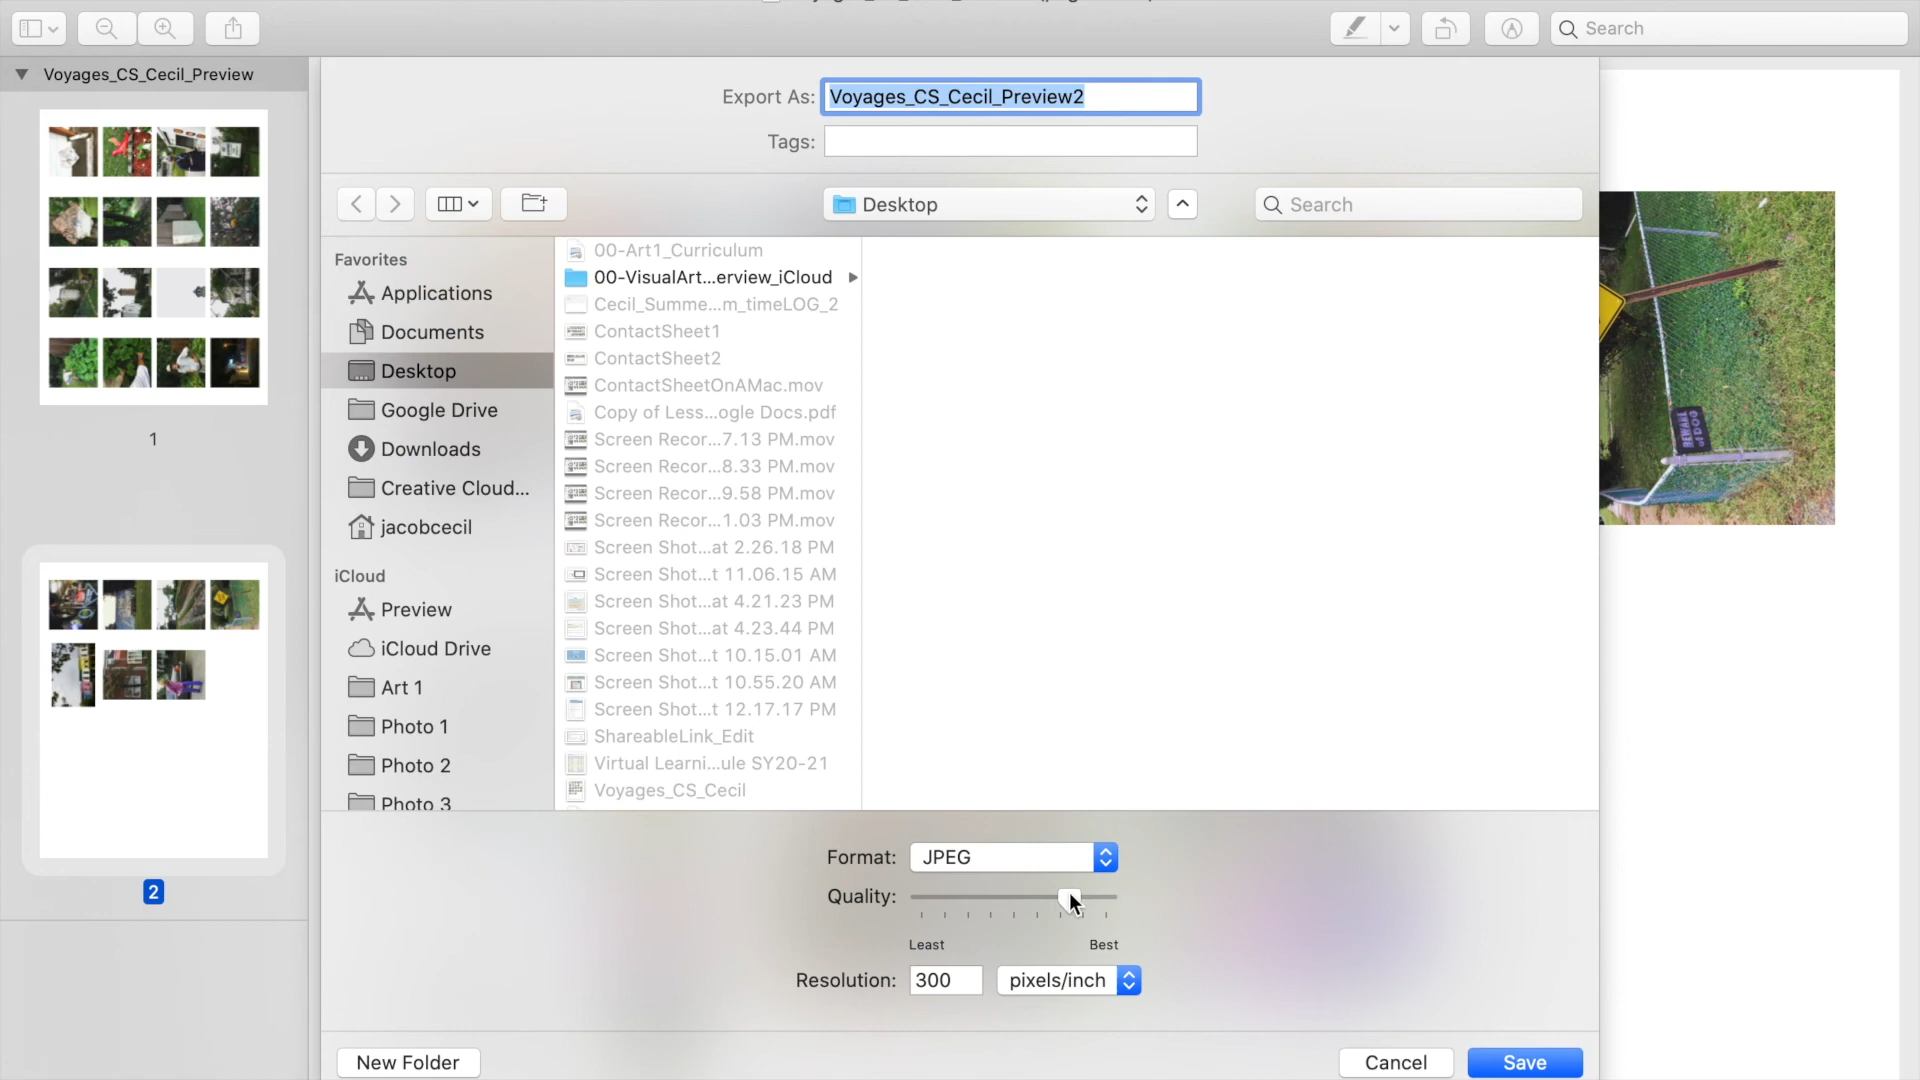 Search
Voyages_CS_Cecil_Preview
Export As: Voyages_CS_Cecil_Preview2
Tags:
Desktop
Search
Favorites
Applications
Documents
Desktop
Google Drive
Downloads
Creative Cloud...
jacobcecil
iCloud
Preview
iCloud Drive
Art 1
Photo 1
Photo 2
Photo 3
00-Art1_Curriculum
00-VisualArt...erview_iCloud
Cecil_Summe...m_timeLOG_2
ContactSheet1
ContactSheet2
ContactSheetOnAMac.mov
Copy of Less...ogle Docs.pdf
Screen Recor...7.13 PM.mov
Screen Recor...8.33 PM.mov
Screen Recor...9.58 PM.mov
Screen Recor...1.03 PM.mov
Screen Shot...at 2.26.18 PM
Screen Shot...t 11.06.15 AM
Screen Shot...at 4.21.23 PM
Screen Shot...at 4.23.44 PM
Screen Shot...t 10.15.01 AM
Screen Shot...t 10.55.20 AM
Screen Shot...t 12.17.17 PM
ShareableLink_Edit
Virtual Learni...ule SY20-21
Voyages_CS_Cecil
1
2
BEWARE
of DOG
Format: JPEG
Quality:
Least Best
Resolution: 300 pixels/inch
New Folder
Cancel
Save